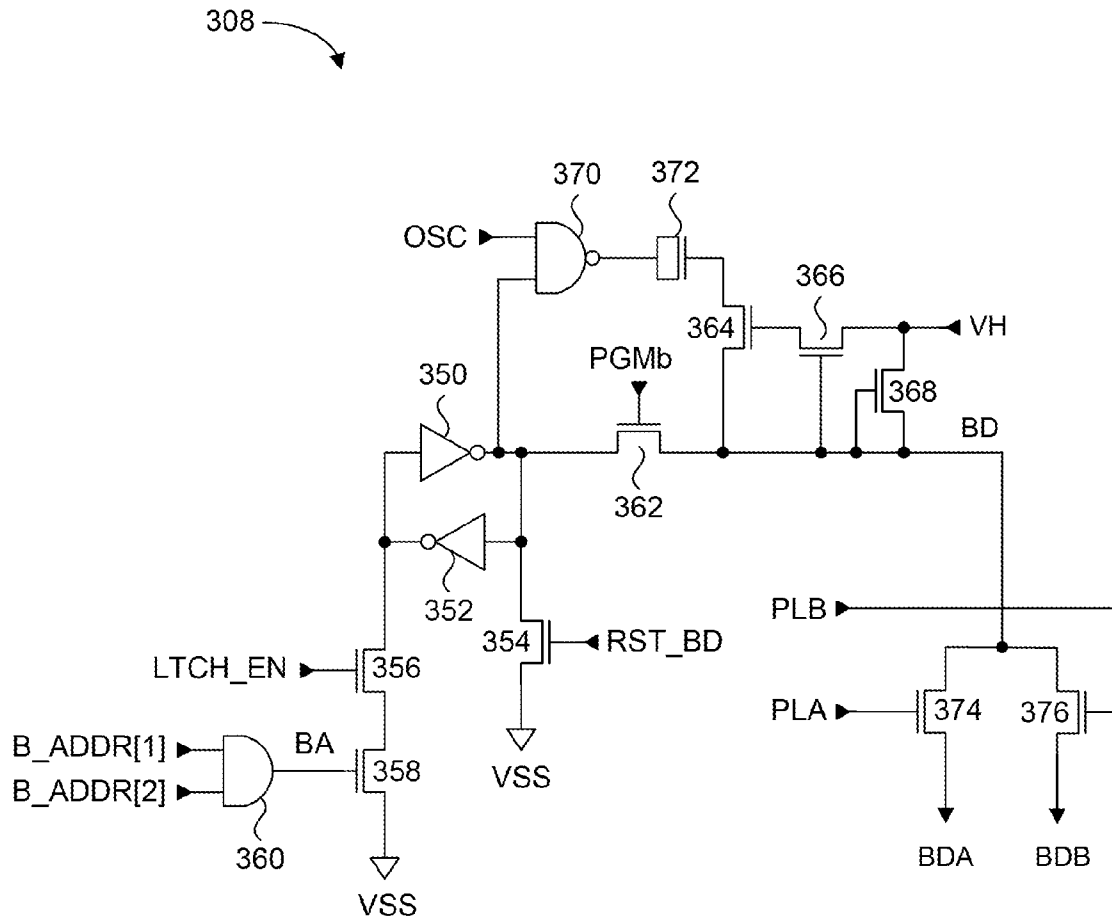 308
370
372
OSC
366
364
VH
PGMb
350
368
BD
362
352
PLB
354
RST_BD
LTCH_EN
356
PLA
374
376
B_ADDR[1]
BA
VSS
358
B_ADDR[2]
360
BDA
BDB
VSS